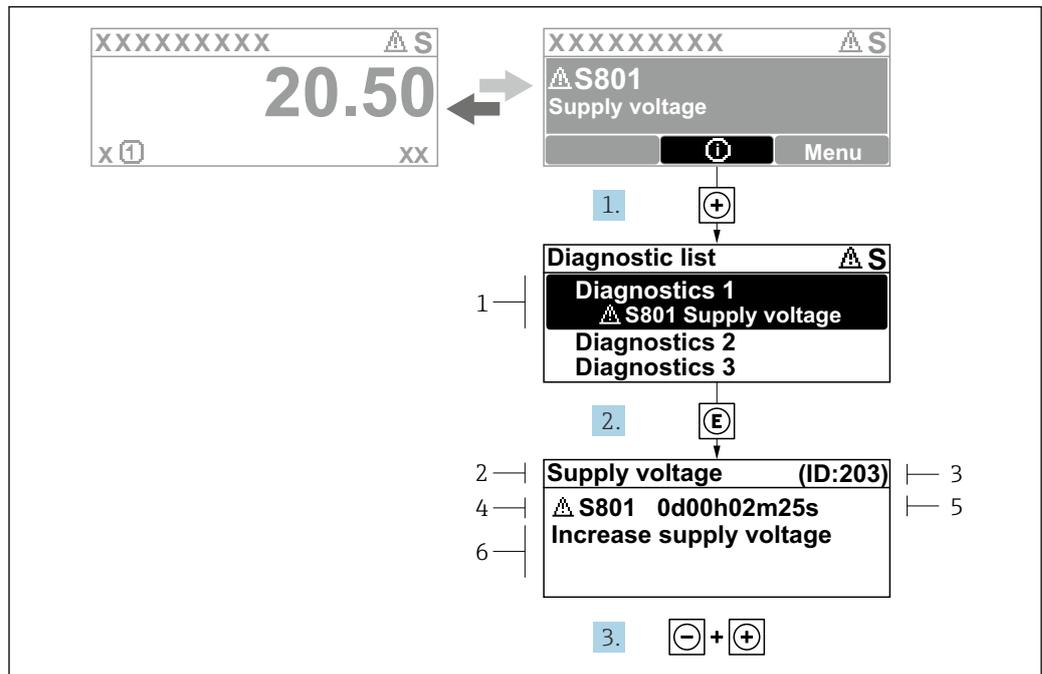 XXXXXXXXX ⚠ S
20.50
X ① XX
XXXXXXXXX ⚠ S
⚠ S801
Supply voltage
ⓘ Menu
1. +
Diagnostic list ⚠ S
1 Diagnostics 1
⚠ S801 Supply voltage
Diagnostics 2
Diagnostics 3
2. E
2 Supply voltage (ID:203) 3
4 ⚠ S801 0d00h02m25s 5
6 Increase supply voltage
3. − + +